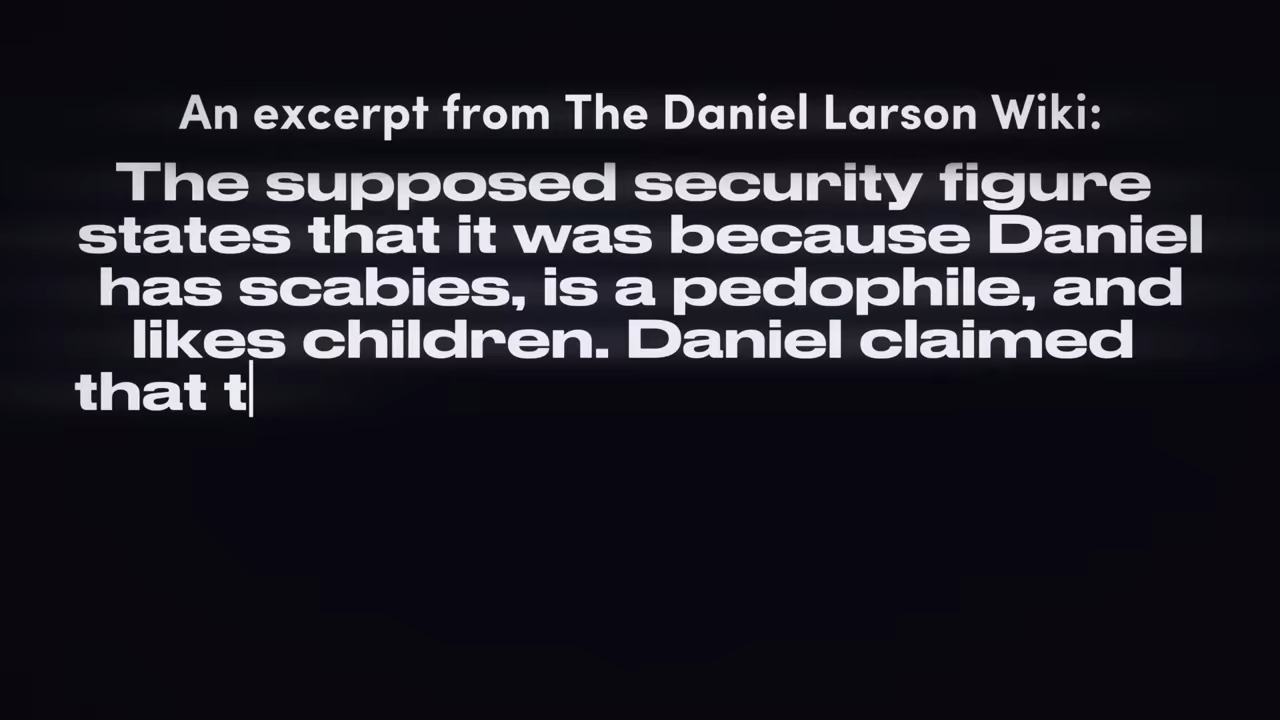 An excerpt from The Daniel Larson Wiki:
The supposed security figure
states that it was because Daniel
has scabies, is a pedophile, and
likes children. Daniel claimed
that t